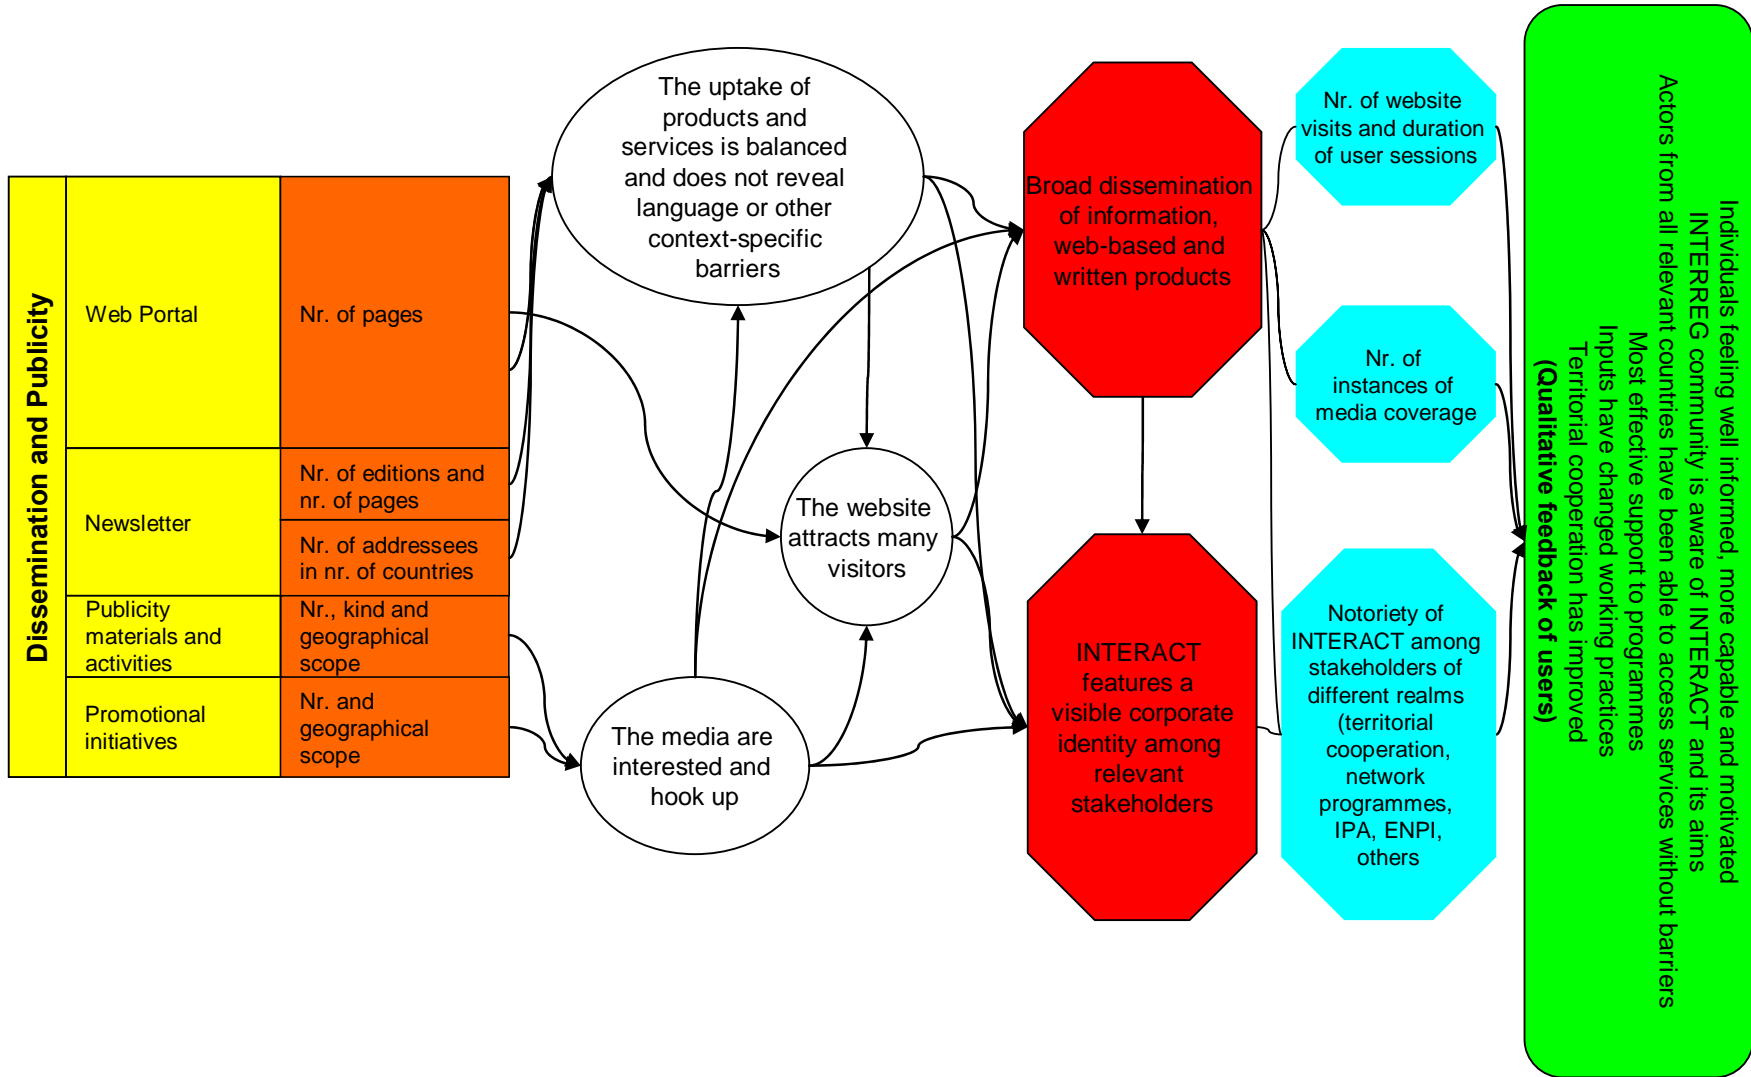 Dissemination and Publicity
Web Portal
Nr. of pages
Newsletter
Nr. of editions and
nr. of pages
Nr. of addressees
in nr. of countries
Publicity
materials and
activities
Nr., kind and
geographical
scope
Promotional
initiatives
Nr. and
geographical
scope
The uptake of
products and
services is balanced
and does not reveal
language or other
context-specific
barriers
The website
attracts many
visitors
The media are
interested and
hook up
Broad dissemination
of information,
web-based and
written products
INTERACT
features a
visible corporate
identity among
relevant
stakeholders
Nr. of website
visits and duration
of user sessions
Nr. of
instances of
media coverage
Notoriety of
INTERACT among
stakeholders of
different realms
(territorial
cooperation,
network
programmes,
IPA, ENPI,
others
Individuals feeling well informed, more capable and motivated
INTERREG community is aware of INTERACT and its aims
Actors from all relevant countries have been able to access services without barriers
Most effective support to programmes
Inputs have changed working practices
Territorial cooperation has improved
(Qualitative feedback of users)